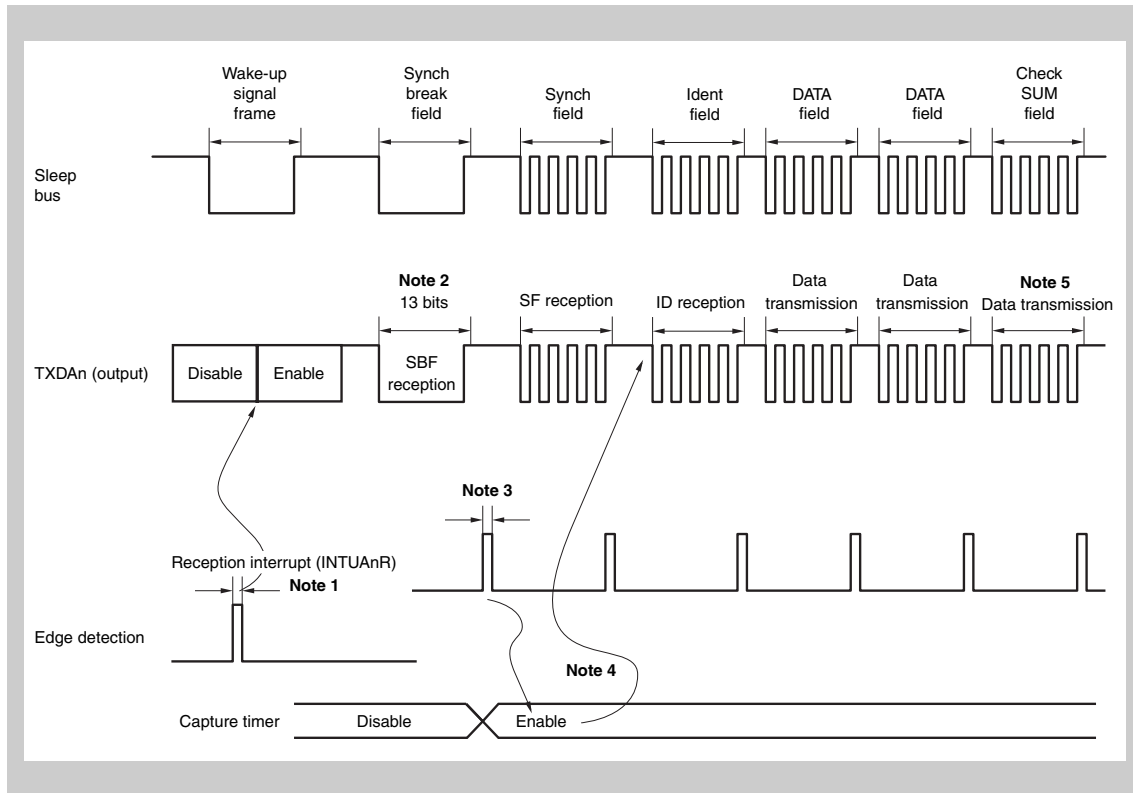 Wake-up
signal
frame
Synch
break
field
Synch
field
Ident
field
DATA
field
DATA
field
Check
SUM
field
Sleep
bus
Note 2
13 bits
SF reception
ID reception
Data
transmission
Data
transmission
Note 5
Data transmission
TXDAn (output)
Disable
Enable
SBF
reception
Note 3
Reception interrupt (INTUAnR)
Note 1
Edge detection
Note 4
Capture timer
Disable
Enable